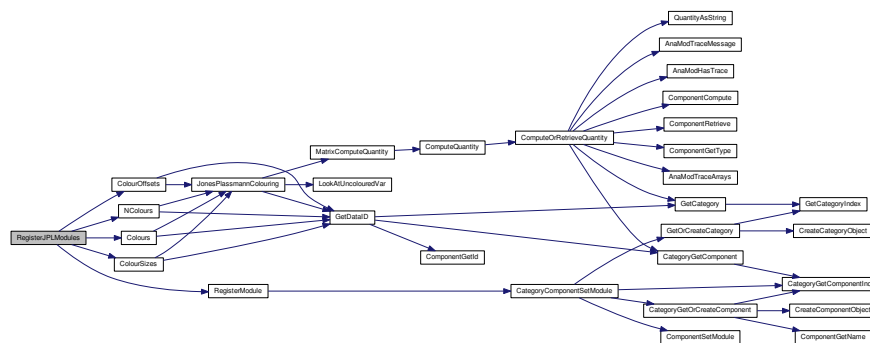 QuantityAsString
AnaModTraceMessage
AnaModHasTrace
ComponentCompute
ComponentRetrieve
ComponentGetType
AnaModTraceArrays
ComputeOrRetrieveQuantity
ComputeQuantity
MatrixComputeQuantity
ColourOffsets
JonesPlassmannColouring
LookAtUncolouredVar
NColours
GetDataID
GetCategory
GetCategoryIndex
GetOrCreateCategory
CreateCategoryObject
RegisterJPLModules
Colours
ColourSizes
ComponentGetId
CategoryGetComponent
RegisterModule
CategoryComponentSetModule
CategoryGetComponentInd
CategoryGetOrCreateComponent
CreateComponentObject
ComponentSetModule
ComponentGetName